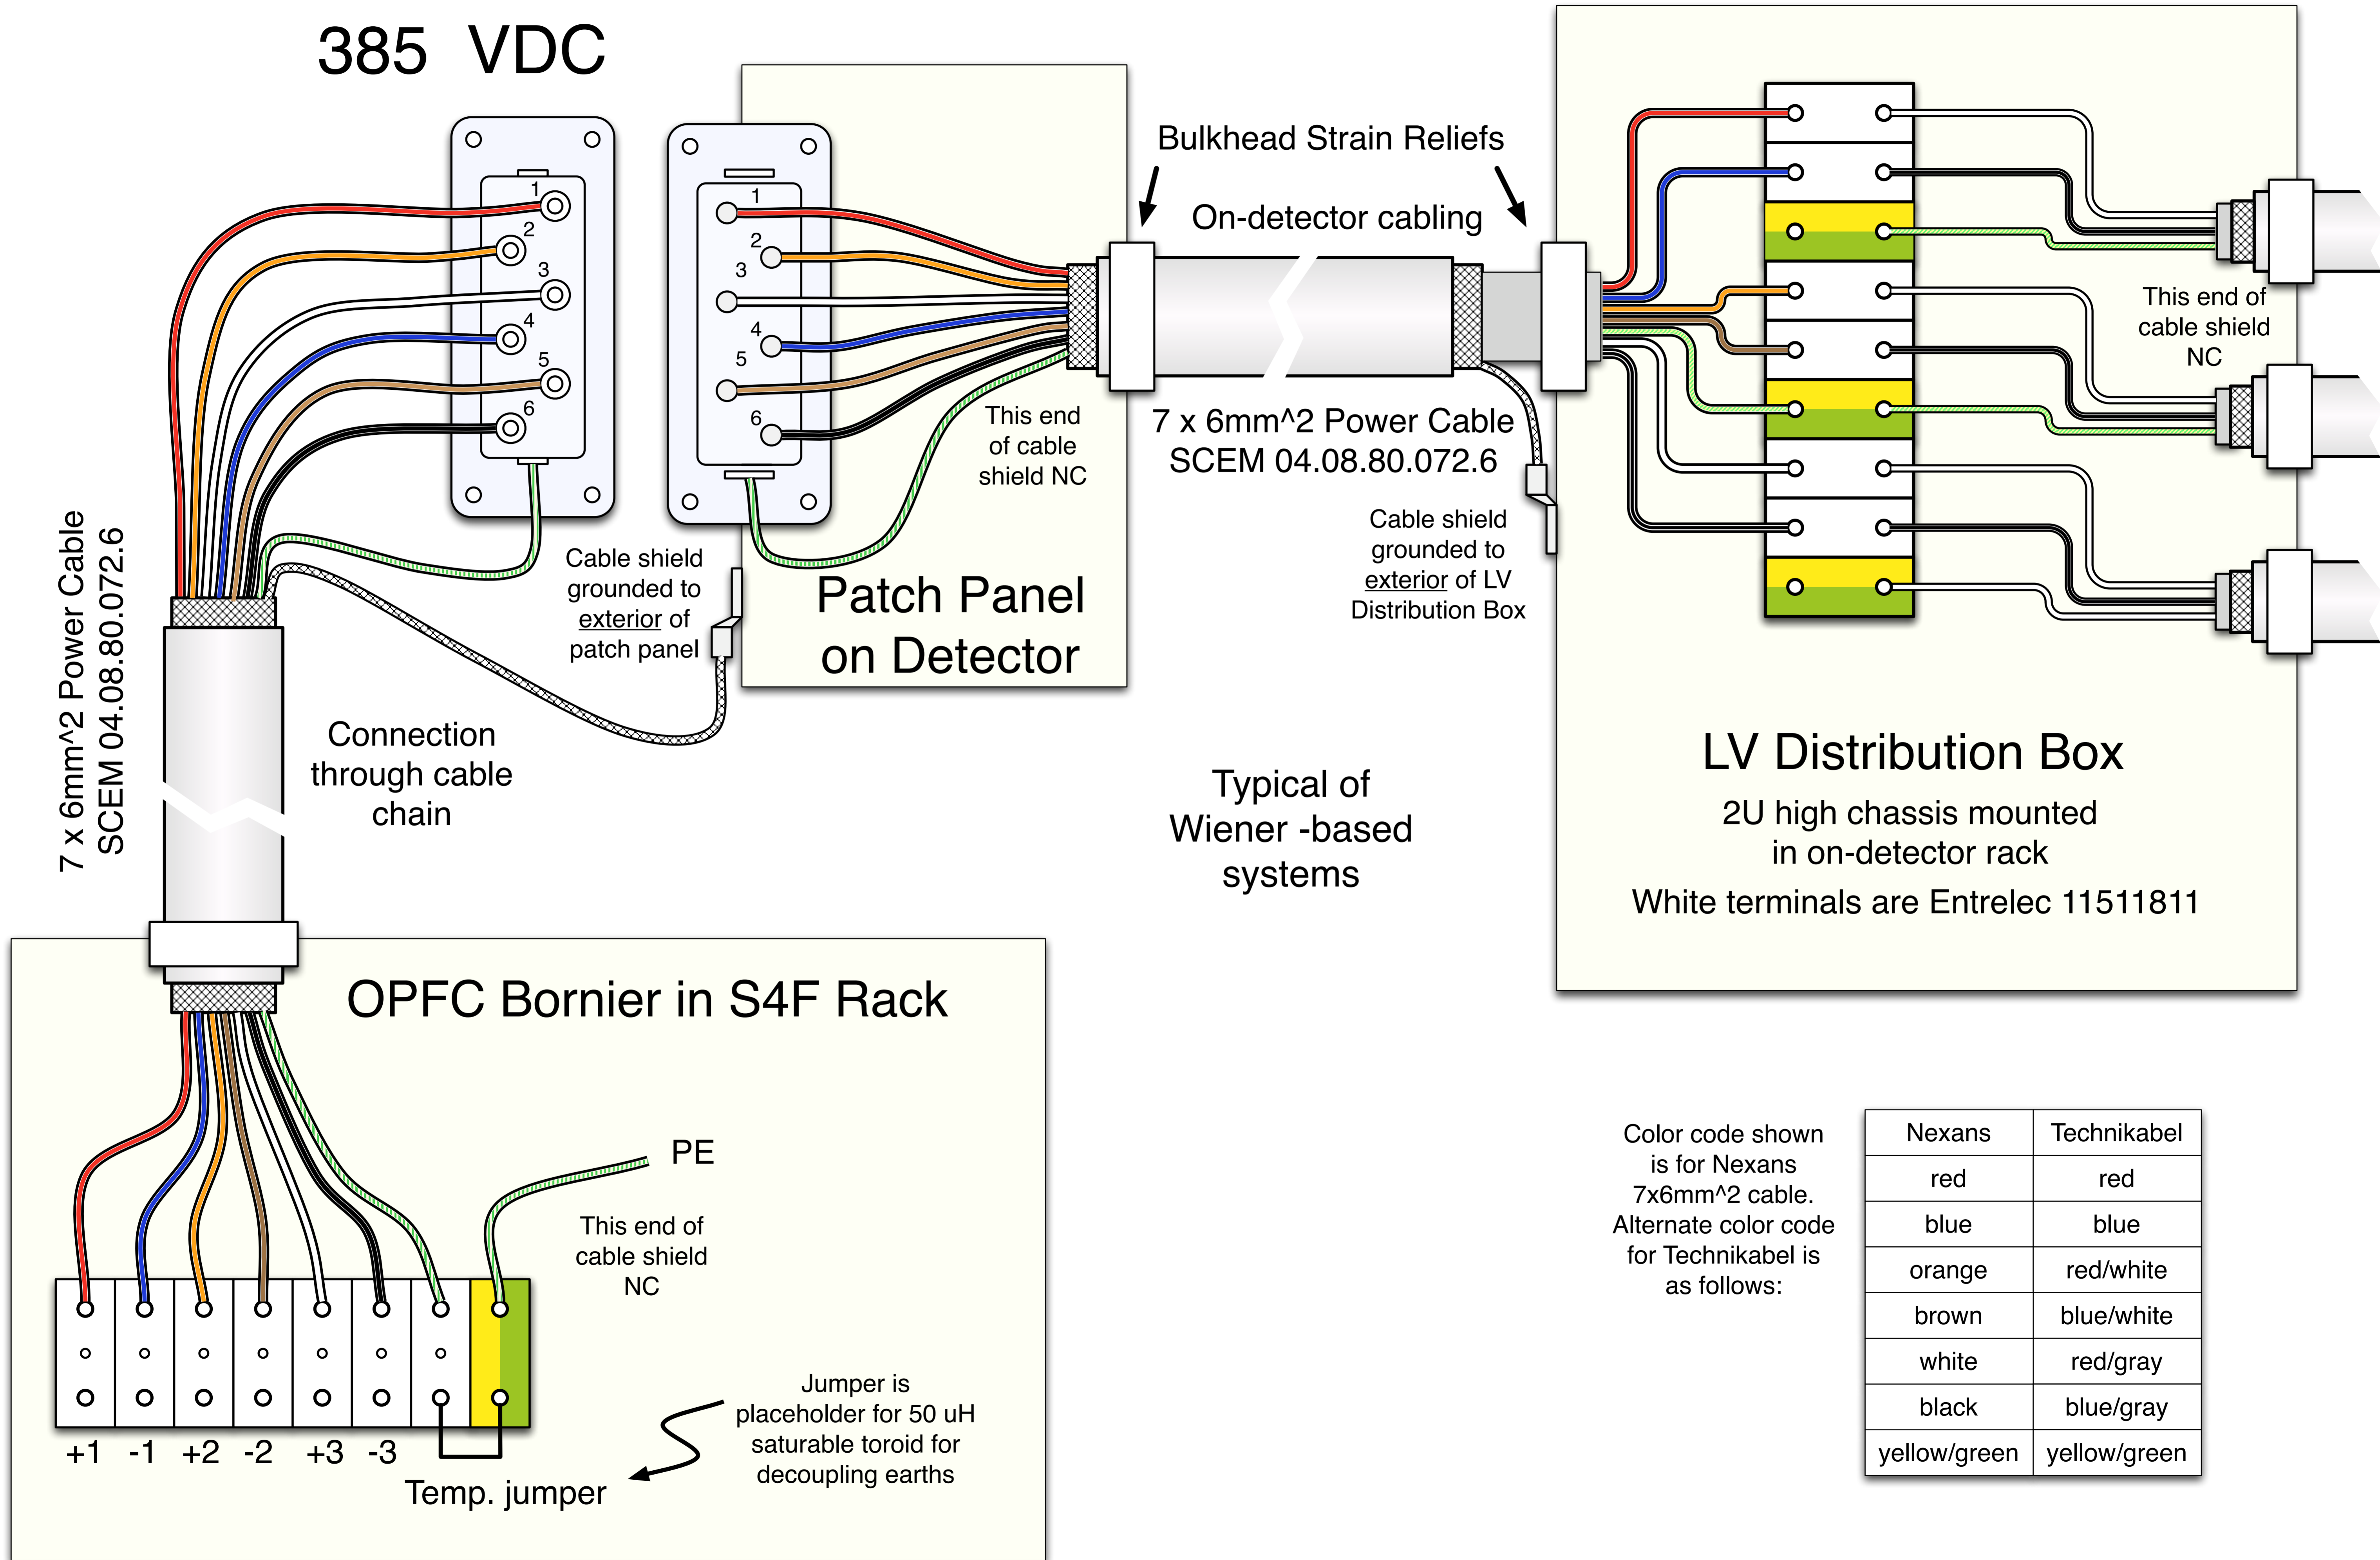 385 VDC
1
2
3
4
5
6
1
2
3
4
5
6
Bulkhead Strain Reliefs
On-detector cabling
This end
of cable
shield NC
7 x 6mm^2 Power Cable
SCEM 04.08.80.072.6
Cable shield
grounded to
exterior of LV
Distribution Box
This end of
cable shield
NC
Cable shield
grounded to
exterior of
patch panel
Patch Panel
on Detector
7 x 6mm^2 Power Cable
SCEM 04.08.80.072.6
Connection
through cable
chain
Typical of
Wiener -based
systems
LV Distribution Box
2U high chassis mounted
in on-detector rack
White terminals are Entrelec 11511811
OPFC Bornier in S4F Rack
PE
This end of
cable shield
NC
+1 -1 +2 -2 +3 -3
Temp. jumper
Jumper is
placeholder for 50 uH
saturable toroid for
decoupling earths
Color code shown
is for Nexans
7x6mm^2 cable.
Alternate color code
for Technikabel is
as follows:
Nexans Technikabel
red red
blue blue
orange red/white
brown blue/white
white red/gray
black blue/gray
yellow/green yellow/green